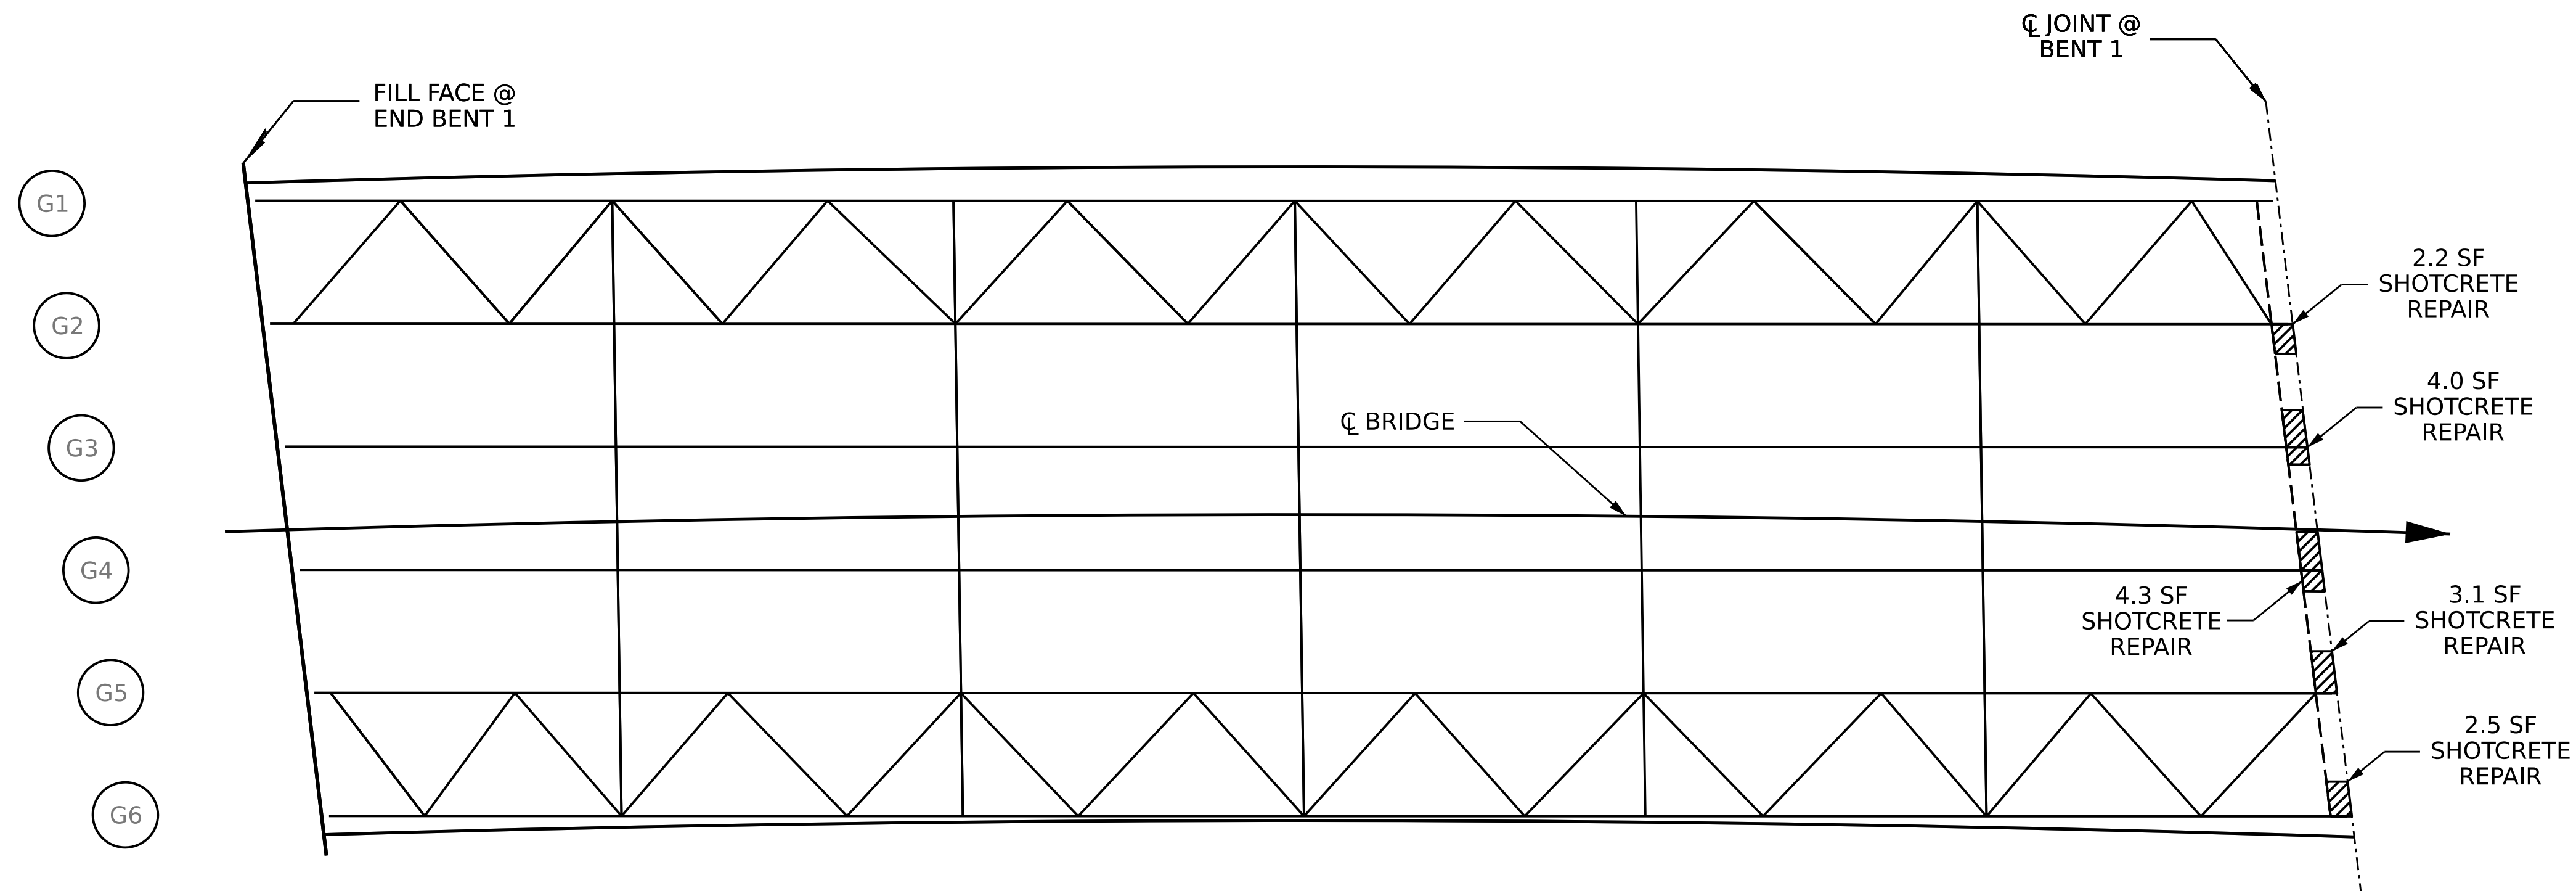 ℄ JOINT @
BENT 1
FILL FACE @
END BENT 1
G1
2.2 SF
SHOTCRETE
REPAIR
G2
4.0 SF
SHOTCRETE
REPAIR
℄ BRIDGE
G3
G4
4.3 SF
SHOTCRETE
REPAIR
3.1 SF
SHOTCRETE
REPAIR
G5
2.5 SF
SHOTCRETE
REPAIR
G6